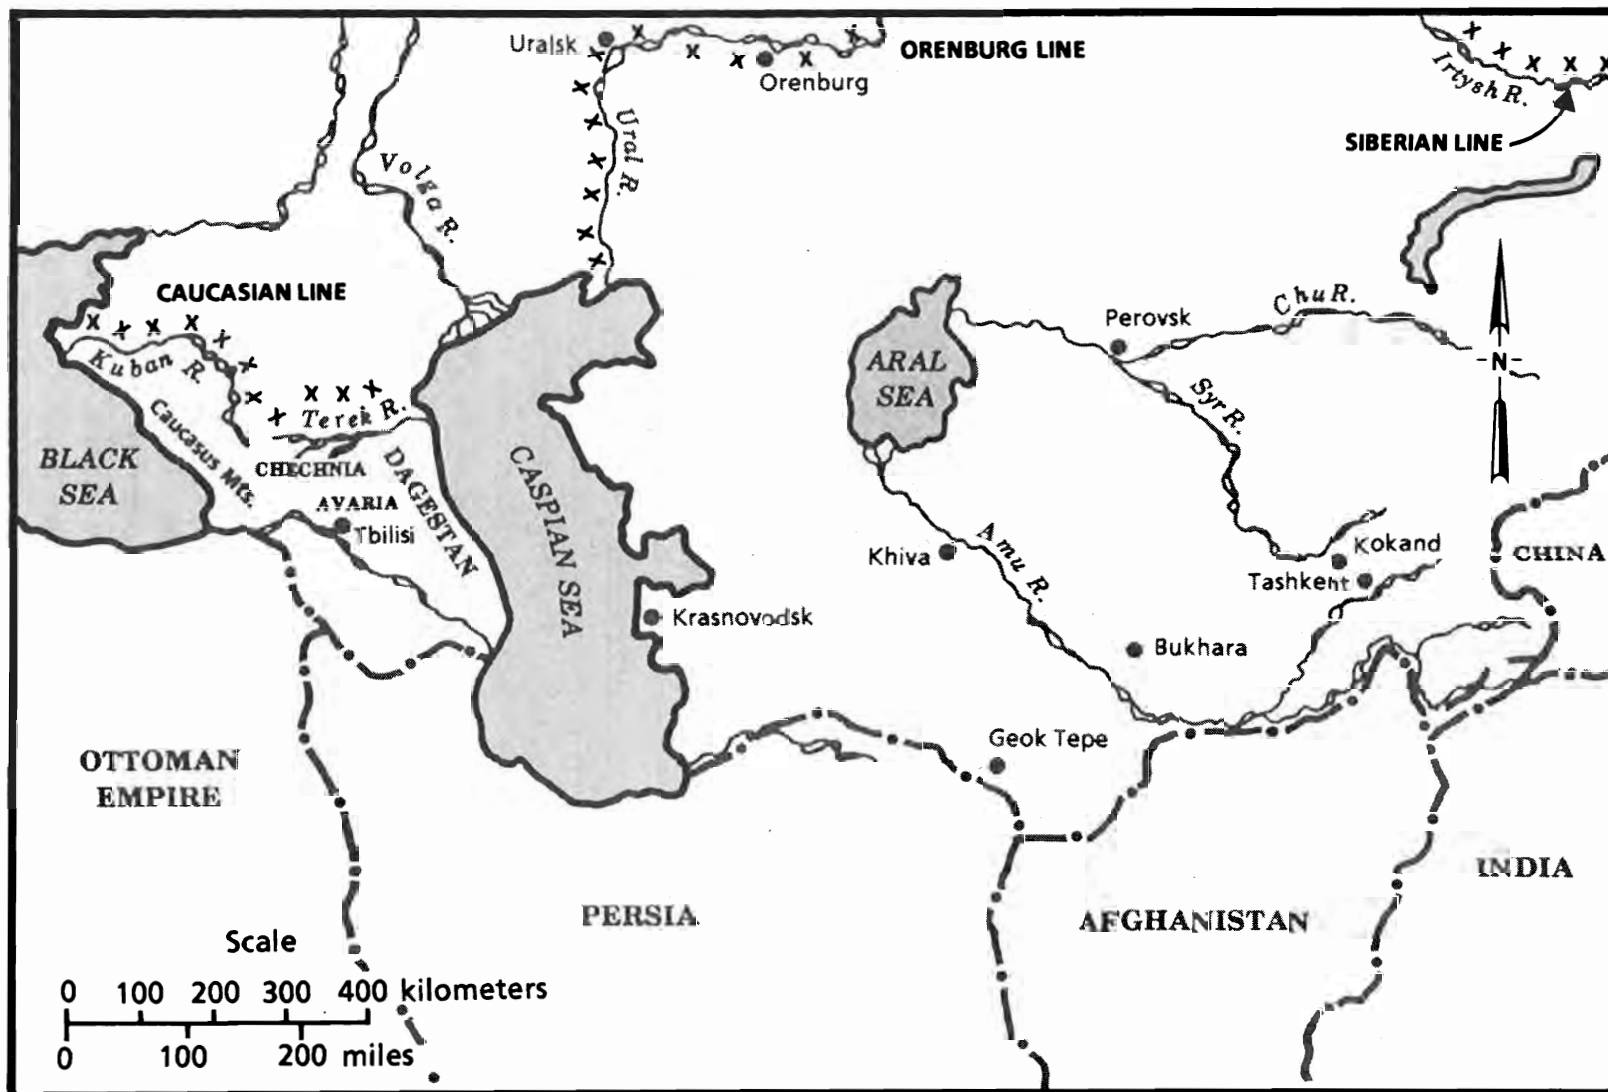 Uralsk
Orenburg
ORENBURG LINE
Irtysh R.
SIBERIAN LINE
Volga R.
Ural R.
CAUCASIAN LINE
Kuban R.
Terek R.
Caucasus Mts.
CHECHNIA
DAGESTAN
AVARIA
Tbilisi
BLACK
SEA
CASPIAN SEA
Krasnovodsk
ARAL
SEA
Perovsk
Chu R.
Syr R.
N
Khiva
Amu R.
Kokand
Tashkent
CHINA
Bukhara
Geok Tepe
OTTOMAN
EMPIRE
PERSIA
AFGHANISTAN
INDIA
Scale
0 100 200 300 400 kilometers
0 100 200 miles